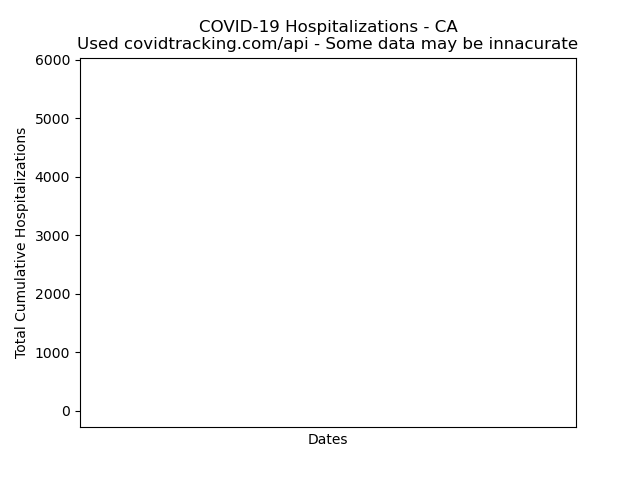 COVID-19 Hospitalizations - CA
Used covidtracking.com/api - Some data may be innacurate
6000
5000
4000
3000
2000
1000
0
Total Cumulative Hospitalizations
Dates